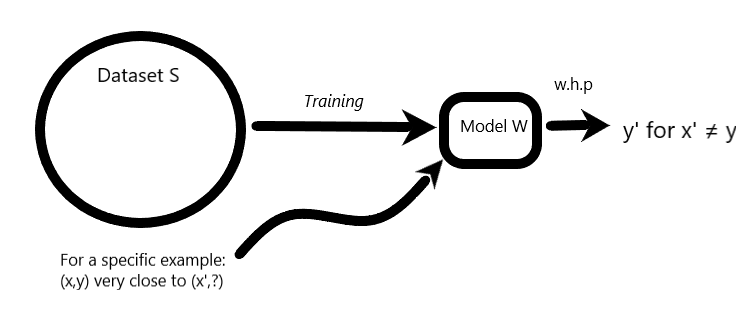 Dataset S
Training
Model W
w.h.p
y' for x' ≠ y
For a specific example:
(x,y) very close to (x',?)